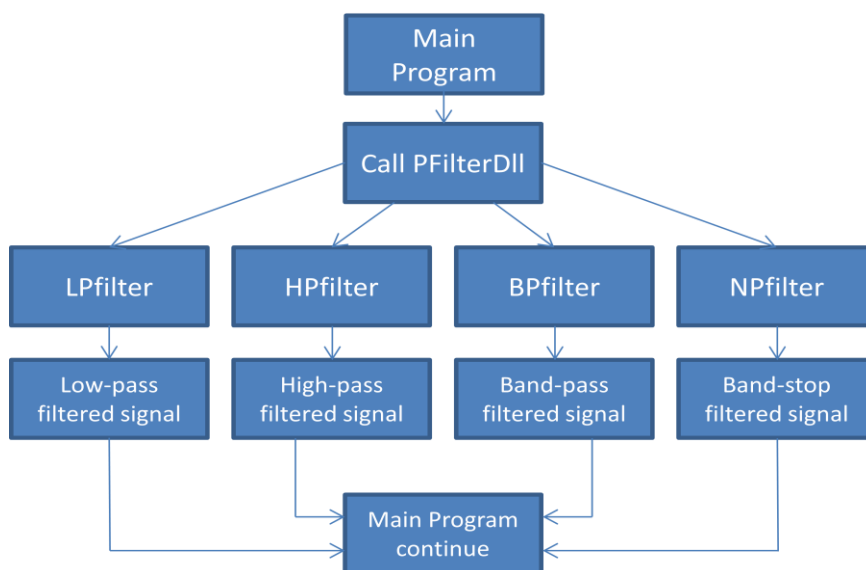 Main
Program
Call PFilterDll
LPfilter
HPfilter
BPfilter
NPfilter
Low-pass
filtered signal
High-pass
filtered signal
Band-pass
filtered signal
Band-stop
filtered signal
Main Program
continue